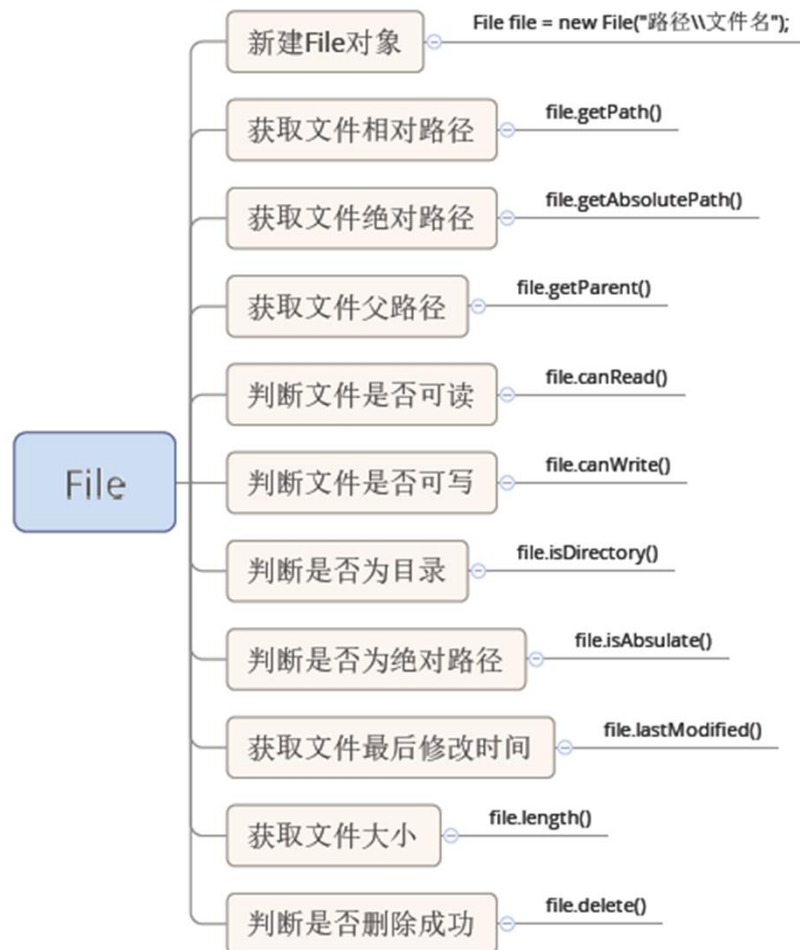 新建File对象
File file = new File("路径\\文件名");
获取文件相对路径
file.getPath()
获取文件绝对路径
file.getAbsolutePath()
获取文件父路径
file.getParent()
判断文件是否可读
file.canRead()
File
判断文件是否可写
file.canWrite()
判断是否为目录
file.isDirectory()
判断是否为绝对路径
file.isAbsulate()
获取文件最后修改时间
file.lastModified()
获取文件大小
file.length()
判断是否删除成功
file.delete()